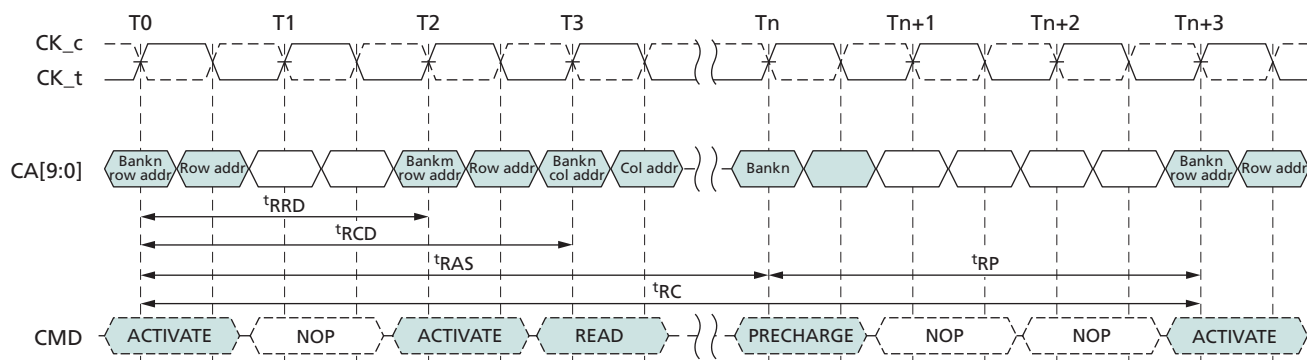 T0 T1 T2 T3 Tn Tn+1 Tn+2 Tn+3
CK_c
CK_t
CA[9:0]
Bankn row addr
Row addr
Bankm row addr
Row addr
Bankn col addr
Col addr
Bankn
Bankn row addr
Row addr
tRRD
tRCD
tRAS tRP
tRC
CMD ACTIVATE NOP ACTIVATE READ PRECHARGE NOP NOP ACTIVATE